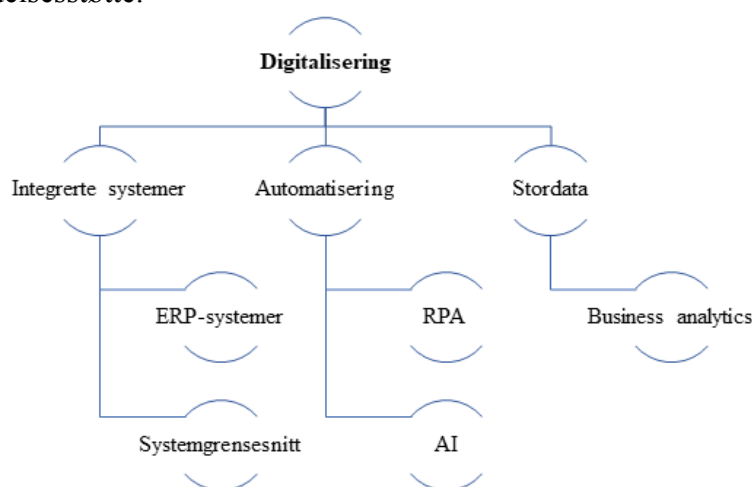 Digitalisering
Integrerte systemer
Automatisering
Stordata
ERP-systemer
RPA
Business analytics
Systemgrensesnitt
AI